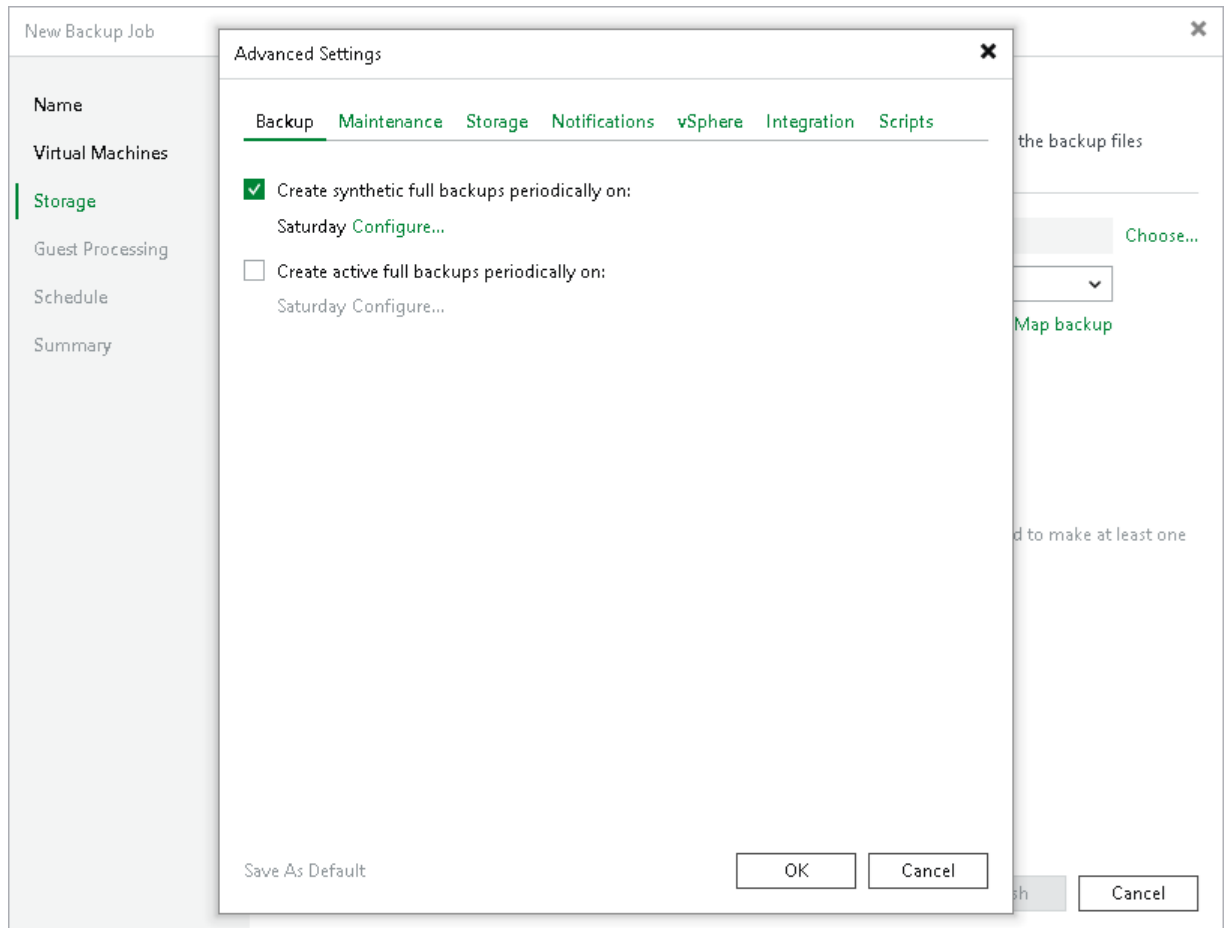 New Backup Job
Name
Virtual Machines
Storage
Guest Processing
Schedule
Summary
Advanced Settings
Backup Maintenance Storage Notifications vSphere Integration Scripts
Create synthetic full backups periodically on:
Saturday Configure...
Create active full backups periodically on:
Saturday Configure...
Save As Default
OK Cancel
the backup files
Choose...
Map backup
to make at least one
Cancel